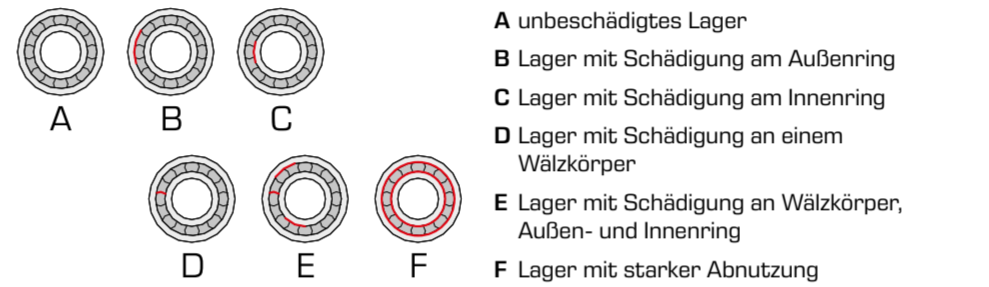 A B C
D E F
A unbeschädigtes Lager
B Lager mit Schädigung am Außenring
C Lager mit Schädigung am Innenring
D Lager mit Schädigung an einem
Wälzkörper
E Lager mit Schädigung an Wälzkörper,
Außen- und Innenring
F Lager mit starker Abnutzung